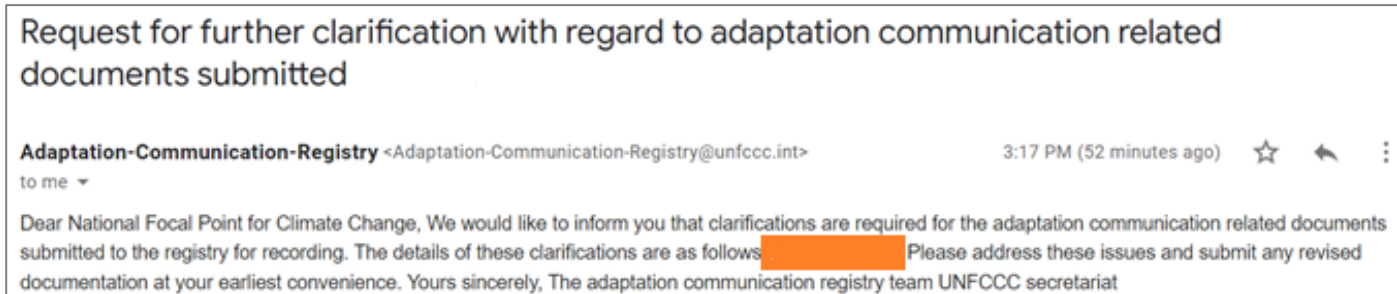 Request for further clarification with regard to adaptation communication related
documents submitted
Adaptation-Communication-Registry <Adaptation-Communication-Registry@unfccc.int> 3:17 PM (52 minutes ago)
to me
Dear National Focal Point for Climate Change, We would like to inform you that clarifications are required for the adaptation communication related documents
submitted to the registry for recording. The details of these clarifications are as follows Please address these issues and submit any revised
documentation at your earliest convenience. Yours sincerely, The adaptation communication registry team UNFCCC secretariat